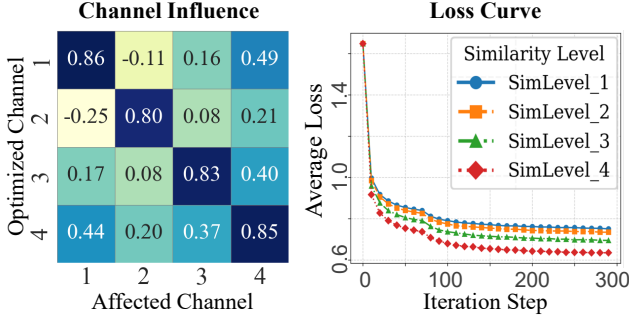 Channel Influence
Optimized Channel
1
0.86 -0.11 0.16 0.49
2
-0.25 0.80 0.08 0.21
3
0.17 0.08 0.83 0.40
4
0.44 0.20 0.37 0.85
1 2 3 4
Affected Channel
Loss Curve
Average Loss
1.4
1.0
0.6
Similarity Level
SimLevel_1
SimLevel_2
SimLevel_3
SimLevel_4
0 100 200 300
Iteration Step